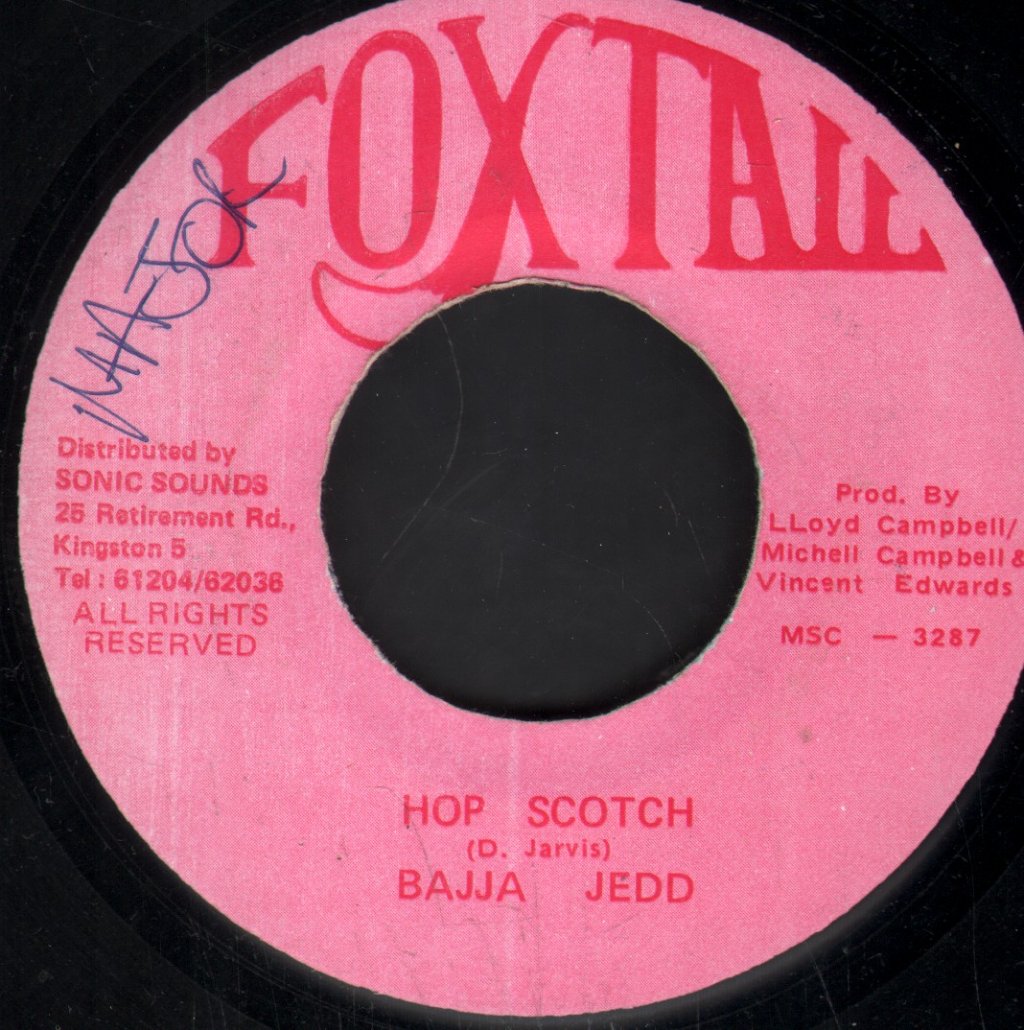 FOXTAIL
MAJOR
Distributed by
SONIC SOUNDS
25 Retirement Rd.,
Kingston 5
Tel : 61204/62036
ALL RIGHTS
RESERVED
Prod. By
LLoyd Campbell/
Michell Campbell &
Vincent Edwards
MSC — 3287
HOP SCOTCH
(D. Jarvis)
BAJJA JEDD